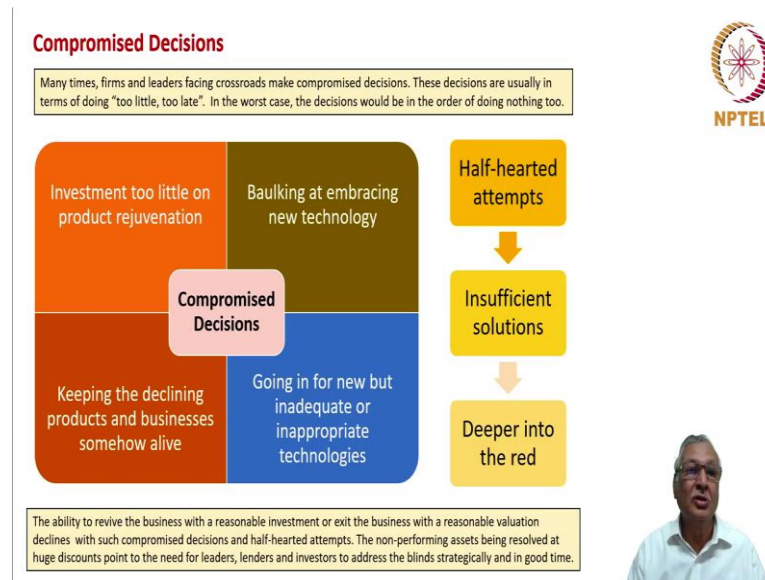 Compromised Decisions
Many times, firms and leaders facing crossroads make compromised decisions. These decisions are usually in
terms of doing “too little, too late”. In the worst case, the decisions would be in the order of doing nothing too.
NPTEL
Investment too little on
product rejuvenation
Baulking at embracing
new technology
Compromised
Decisions
Keeping the declining
products and businesses
somehow alive
Going in for new but
inadequate or
inappropriate
technologies
Half-hearted
attempts
Insufficient
solutions
Deeper into
the red
The ability to revive the business with a reasonable investment or exit the business with a reasonable valuation
declines with such compromised decisions and half-hearted attempts. The non-performing assets being resolved at
huge discounts point to the need for leaders, lenders and investors to address the blinds strategically and in good time.